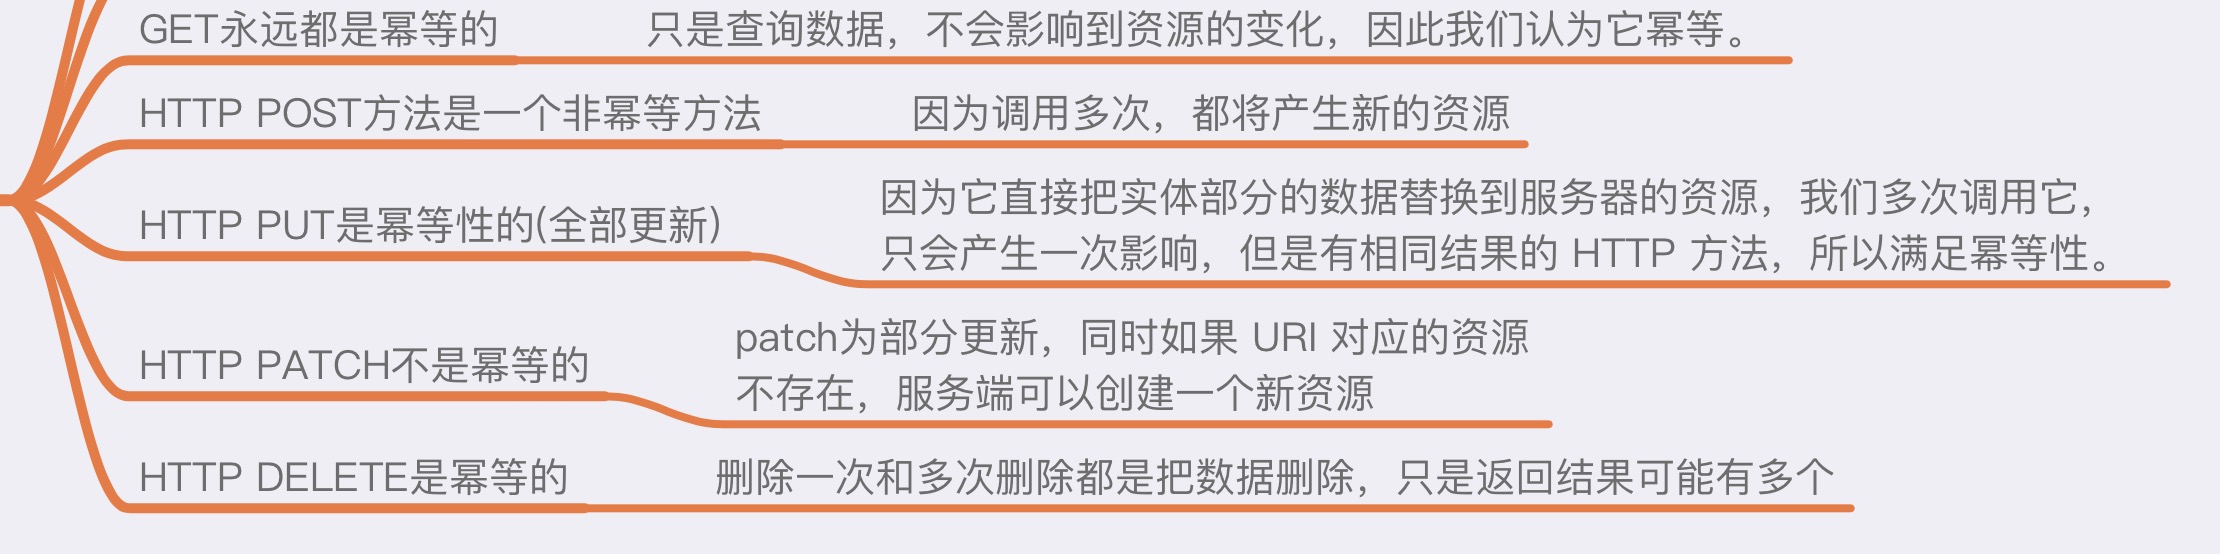 GET永远都是幂等的
只是查询数据，不会影响到资源的变化，因此我们认为它幂等。
HTTP POST方法是一个非幂等方法
因为调用多次，都将产生新的资源
HTTP PUT是幂等性的(全部更新)
因为它直接把实体部分的数据替换到服务器的资源，我们多次调用它，
只会产生一次影响，但是有相同结果的 HTTP 方法，所以满足幂等性。
HTTP PATCH不是幂等的
patch为部分更新，同时如果 URI 对应的资源
不存在，服务端可以创建一个新资源
HTTP DELETE是幂等的
删除一次和多次删除都是把数据删除，只是返回结果可能有多个